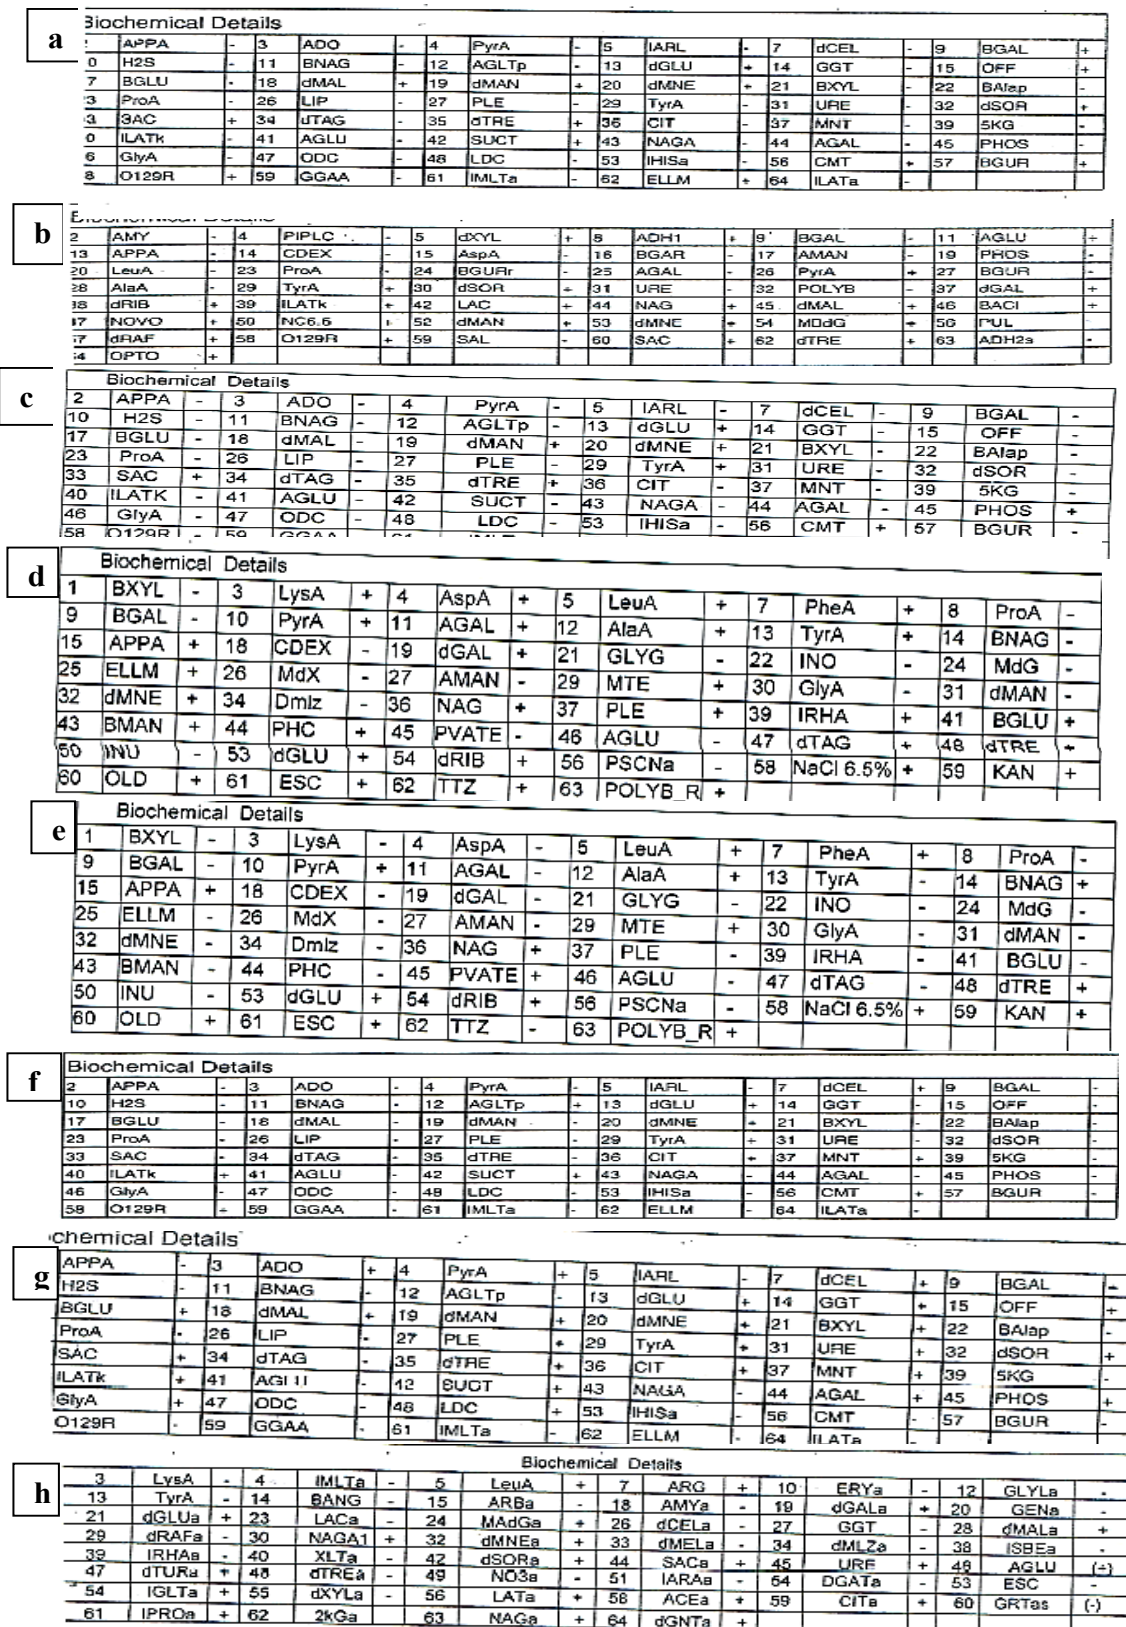 a
Biochemical Details
APPA - 3 ADO - 4 PyrA - 5 lARL - 7 dCEL - 9 BGAL +
0 H2S - 11 BNAG - 12 AGLTp - 13 dGLU + 14 GGT - 15 OFF +
7 BGLU - 18 dMAL + 19 dMAN + 20 dMNE + 21 BXYL - 22 BAlap -
3 ProA - 26 LIP - 27 PLE - 29 TyrA - 31 URE - 32 dSOR +
3 SAC + 34 dTAG - 35 dTRE + 36 CIT - 37 MNT - 39 5KG -
0 ILATk - 41 AGLU - 42 SUCT + 43 NAGA - 44 AGAL - 45 PHOS -
6 GlyA - 47 ODC - 48 LDC - 53 IHISa - 56 CMT + 57 BGUR +
8 O129R + 59 GGAA - 61 IMLTa - 62 ELLM + 64 ILATa -
b
Biochemical Details
2 AMY - 4 PIPLC - 5 dXYL + 8 ADH1 + 9 BGAL - 11 AGLU +
13 APPA - 14 CDEX - 15 AspA - 16 BGAR - 17 AMAN - 19 PHOS -
20 LeuA - 23 ProA - 24 BGURr - 25 AGAL - 26 PyrA + 27 BGUR -
28 AlaA - 29 TyrA + 30 dSOR + 31 URE - 32 POLYB - 37 dGAL +
38 dRIB + 39 ILATk + 42 LAC + 44 NAG + 45 dMAL + 46 BACI +
47 NOVO + 50 NC6.5 + 52 dMAN + 53 dMNE + 54 MBdG + 56 PUL -
57 dRAF + 58 O129R + 59 SAL - 60 SAC + 62 dTRE + 63 ADH2s -
64 OPTO +
c
Biochemical Details
2 APPA - 3 ADO - 4 PyrA - 5 IARL - 7 dCEL - 9 BGAL -
10 H2S - 11 BNAG - 12 AGLTp - 13 dGLU + 14 GGT - 15 OFF -
17 BGLU - 18 dMAL - 19 dMAN + 20 dMNE + 21 BXYL - 22 BAlap -
23 ProA - 26 LIP - 27 PLE - 29 TyrA + 31 URE - 32 dSOR -
33 SAC + 34 dTAG - 35 dTRE + 36 CIT - 37 MNT - 39 5KG -
40 ILATK - 41 AGLU - 42 SUCT - 43 NAGA - 44 AGAL - 45 PHOS +
46 GlyA - 47 ODC - 48 LDC - 53 IHISa - 56 CMT + 57 BGUR -
58 O129R - 59 GGAA
d
Biochemical Details
1 BXYL - 3 LysA + 4 AspA + 5 LeuA + 7 PheA + 8 ProA -
9 BGAL - 10 PyrA + 11 AGAL + 12 AlaA + 13 TyrA + 14 BNAG -
15 APPA + 18 CDEX - 19 dGAL + 21 GLYG - 22 INO - 24 MdG -
25 ELLM + 26 MdX - 27 AMAN - 29 MTE + 30 GlyA - 31 dMAN -
32 dMNE + 34 Dmlz - 36 NAG + 37 PLE + 39 IRHA + 41 BGLU +
43 BMAN + 44 PHC + 45 PVATE - 46 AGLU - 47 dTAG + 48 dTRE +
50 INU - 53 dGLU + 54 dRIB + 56 PSCNa - 58 NaCl 6.5% + 59 KAN +
60 OLD + 61 ESC + 62 TTZ + 63 POLYB_R +
e
Biochemical Details
1 BXYL - 3 LysA - 4 AspA - 5 LeuA + 7 PheA + 8 ProA -
9 BGAL - 10 PyrA + 11 AGAL - 12 AlaA + 13 TyrA - 14 BNAG +
15 APPA + 18 CDEX - 19 dGAL - 21 GLYG - 22 INO - 24 MdG -
25 ELLM - 26 MdX - 27 AMAN - 29 MTE + 30 GlyA - 31 dMAN -
32 dMNE - 34 Dmlz - 36 NAG + 37 PLE - 39 IRHA - 41 BGLU -
43 BMAN - 44 PHC - 45 PVATE + 46 AGLU - 47 dTAG - 48 dTRE +
50 INU - 53 dGLU + 54 dRIB + 56 PSCNa - 58 NaCl 6.5% + 59 KAN +
60 OLD + 61 ESC + 62 TTZ - 63 POLYB_R +
f
Biochemical Details
2 APPA - 3 ADO - 4 PyrA - 5 IARL - 7 dCEL + 9 BGAL -
10 H2S - 11 BNAG - 12 AGLTp + 13 dGLU + 14 GGT - 15 OFF -
17 BGLU - 18 dMAL - 19 dMAN - 20 dMNE + 21 BXYL - 22 BAlap -
23 ProA - 26 LIP - 27 PLE - 29 TyrA + 31 URE - 32 dSOR -
33 SAC - 34 dTAG - 35 dTRE - 36 CIT + 37 MNT + 39 5KG -
40 ILATk + 41 AGLU - 42 SUCT + 43 NAGA - 44 AGAL - 45 PHOS -
46 GlyA - 47 ODC - 48 LDC - 53 IHISa - 56 CMT + 57 BGUR -
58 O129R + 59 GGAA - 61 IMLTa - 62 ELLM - 64 ILATa -
g
chemical Details
APPA - 3 ADO + 4 PyrA + 5 IARL - 7 dCEL + 9 BGAL +
H2S - 11 BNAG - 12 AGLTp - 13 dGLU + 14 GGT + 15 OFF +
BGLU + 18 dMAL + 19 dMAN + 20 dMNE + 21 BXYL + 22 BAlap -
ProA - 26 LIP - 27 PLE + 29 TyrA + 31 URE + 32 dSOR +
SAC + 34 dTAG - 35 dTRE + 36 CIT + 37 MNT + 39 5KG -
ILATk + 41 AGLU - 42 SUCT + 43 NAGA - 44 AGAL + 45 PHOS +
GlyA + 47 ODC - 48 LDC + 53 IHISa - 56 CMT - 57 BGUR -
O129R - 59 GGAA - 61 IMLTa - 62 ELLM - 64 ILATa -
h
Biochemical Details
3 LysA - 4 IMLTa - 5 LeuA + 7 ARG + 10 ERYa - 12 GLYLa -
13 TyrA - 14 BANG - 15 ARBa - 18 AMYa - 19 dGALa + 20 GENa -
21 dGLUa + 23 LACa - 24 MAdGa + 26 dCELa - 27 GGT - 28 dMALa +
29 dRAFa - 30 NAGA1 + 32 dMNEa + 33 dMELa - 34 dMLZa - 38 ISBEa -
39 IRHAa - 40 XLTa - 42 dSORa + 44 SACa + 45 URE + 46 AGLU (+)
47 dTURa + 48 dTREa - 49 NO3a - 51 IARAa - 54 DGATa - 53 ESC -
54 IGLTa + 55 dXYLa - 56 LATa + 58 ACEa + 59 CITa + 60 GRTas (-)
61 IPROa + 62 2kGa 63 NAGa + 64 dGNTa +